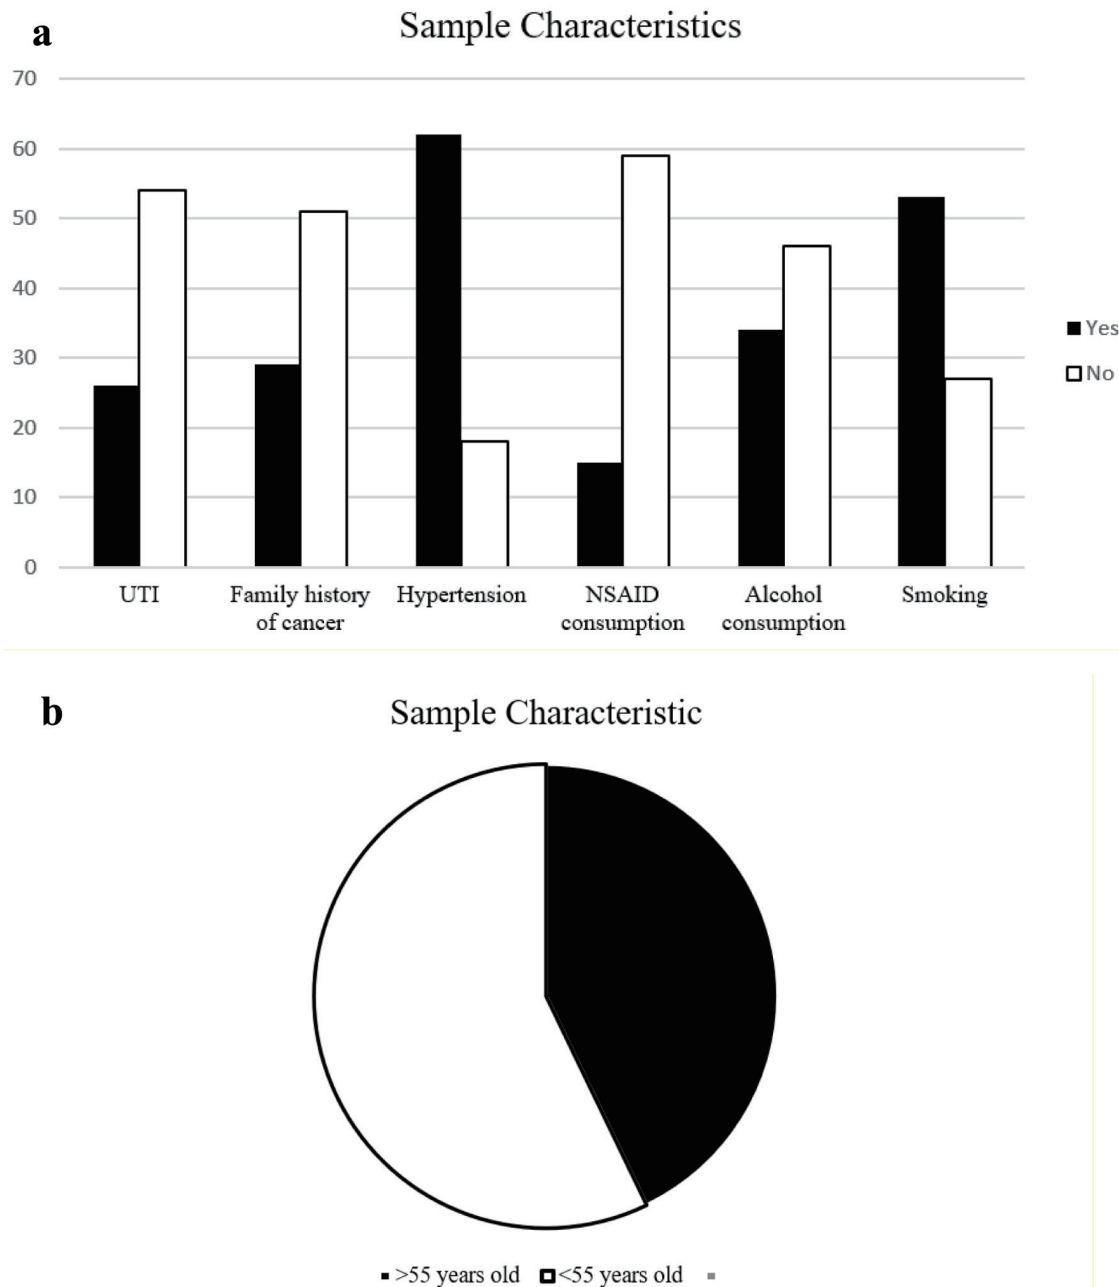 a
Sample Characteristics
70
60
50
40
30
20
10
0
UTI
Family history
of cancer
Hypertension
NSAID
consumption
Alcohol
consumption
Smoking
Yes
No
b
Sample Characteristic
>55 years old <55 years old